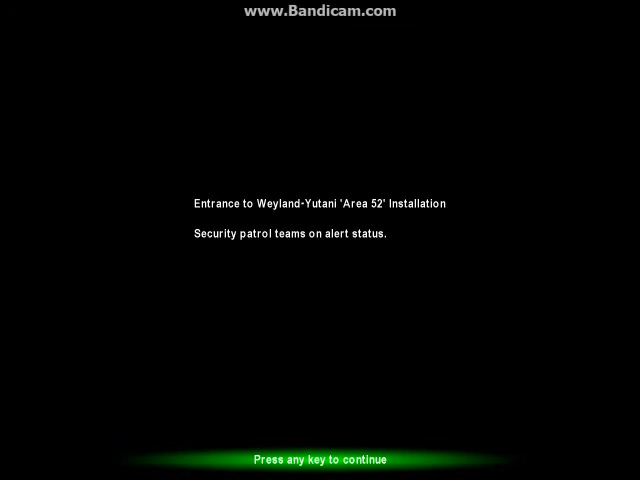 www.Bandicam.com
Entrance to Weyland-Yutani 'Area 52' Installation
Security patrol teams on alert status.
Press any key to continue